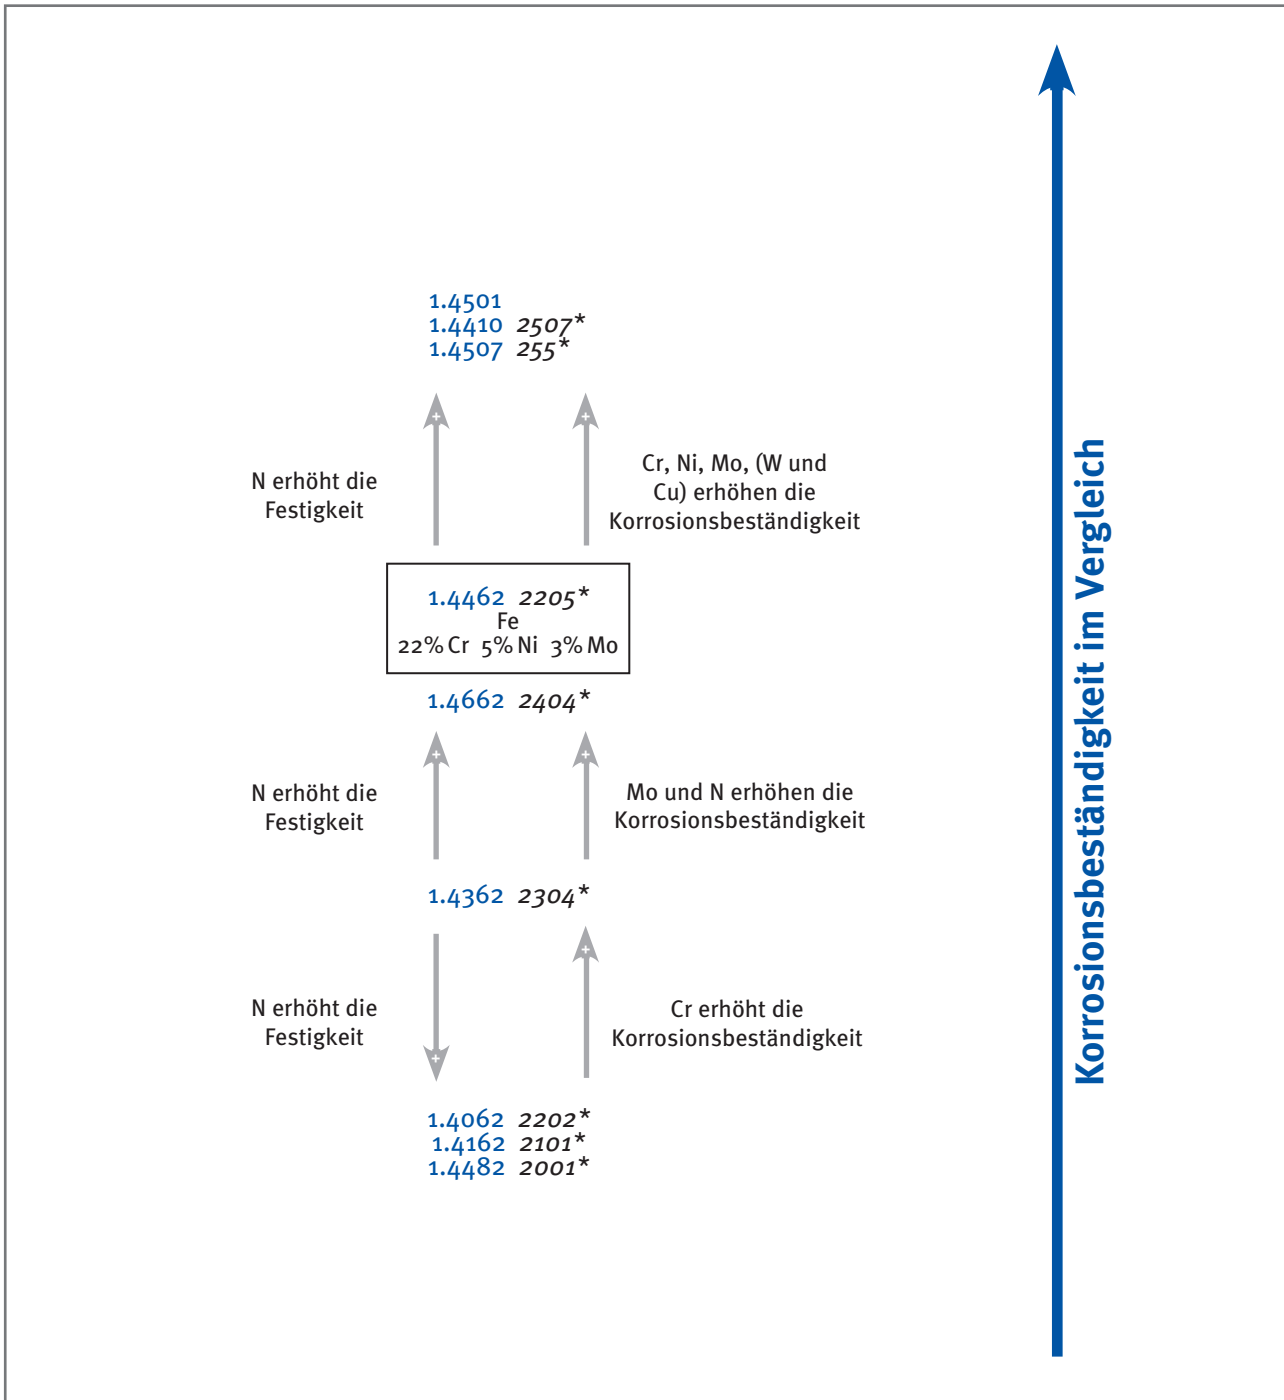 1.4501
1.4410 2507*
1.4507 255*
N erhöht die
Festigkeit
Cr, Ni, Mo, (W und
Cu) erhöhen die
Korrosionsbeständigkeit
1.4462 2205*
Fe
22% Cr 5% Ni 3% Mo
1.4662 2404*
N erhöht die
Festigkeit
Mo und N erhöhen die
Korrosionsbeständigkeit
1.4362 2304*
N erhöht die
Festigkeit
Cr erhöht die
Korrosionsbeständigkeit
1.4062 2202*
1.4162 2101*
1.4482 2001*
Korrosionsbeständigkeit im Vergleich